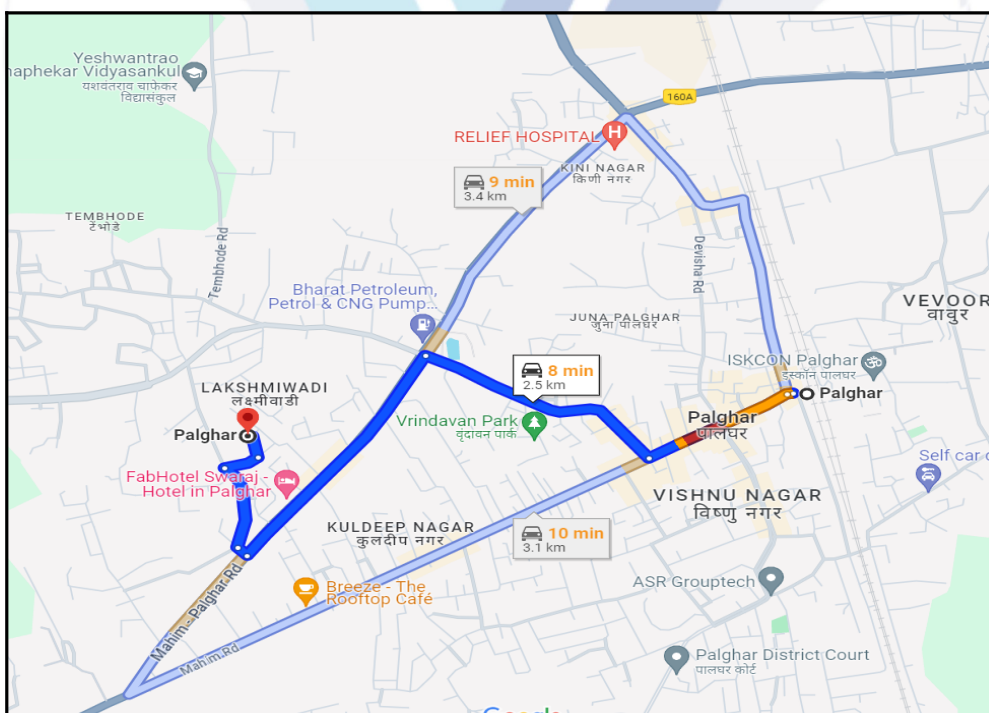 Yeshwantrao
haphekar Vidyasankul
यशवंतराव चाफेकर
विद्यासंकुल
160A
RELIEF HOSPITAL
H
KINI NAGAR
किणी नगर
9 min
3.4 km
TEMBHODE
टेंभोडे
Tembhode Rd
Devisha Rd
Bharat Petroleum,
Petrol & CNG Pump...
JUNA PALGHAR
जुना पालघर
VEVOOR
वावुर
ISKCON Palghar
इस्कॉन पालघर
8 min
2.5 km
LAKSHMIWADI
लक्ष्मीवाडी
Palghar
Vrindavan Park
वृंदावन पार्क
Palghar
पालघर
Palghar
FabHotel Swaraj -
Hotel in Palghar
Self car
VISHNU NAGAR
विष्णु नगर
KULDEEP NAGAR
कुलदीप नगर
10 min
3.1 km
Breeze - The
Rooftop Café
ASR Grouptech
Mahim - Palghar Rd
Mahim Rd
Palghar District Court
पालघर कोर्ट
Google